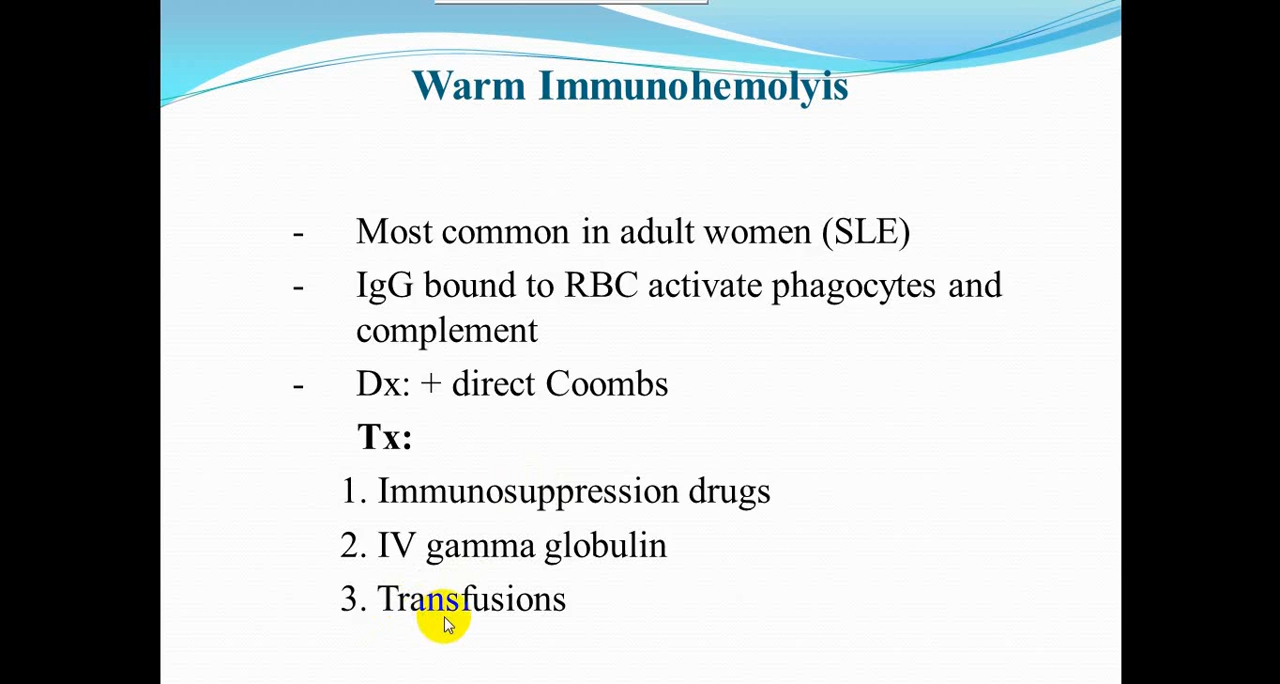 Warm Immunohemolyis
- Most common in adult women (SLE)
- IgG bound to RBC activate phagocytes and
complement
- Dx: + direct Coombs
Tx:
1. Immunosuppression drugs
2. IV gamma globulin
3. Transfusions